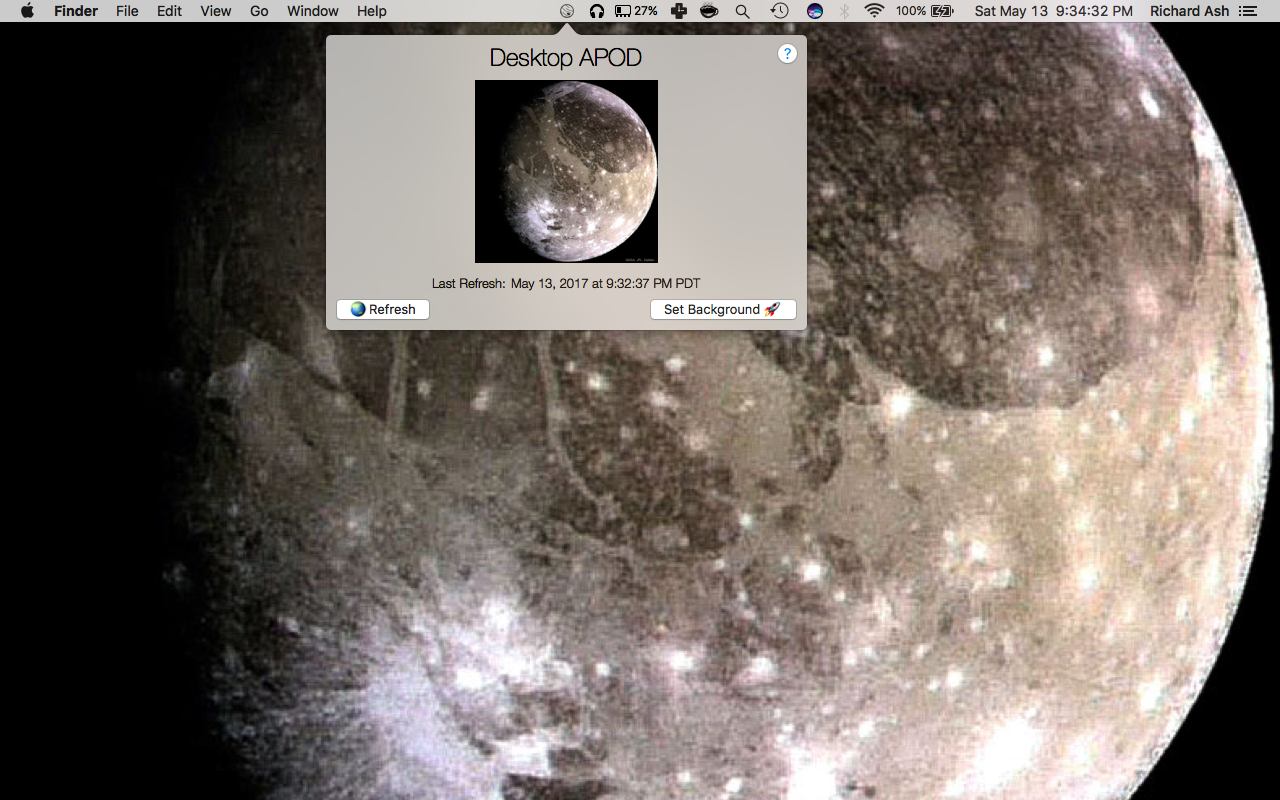 Finder File Edit View Go Window Help 27% 100% Sat May 13 9:34:32 PM Richard Ash
Desktop APOD
?
Last Refresh: May 13, 2017 at 9:32:37 PM PDT
Refresh Set Background